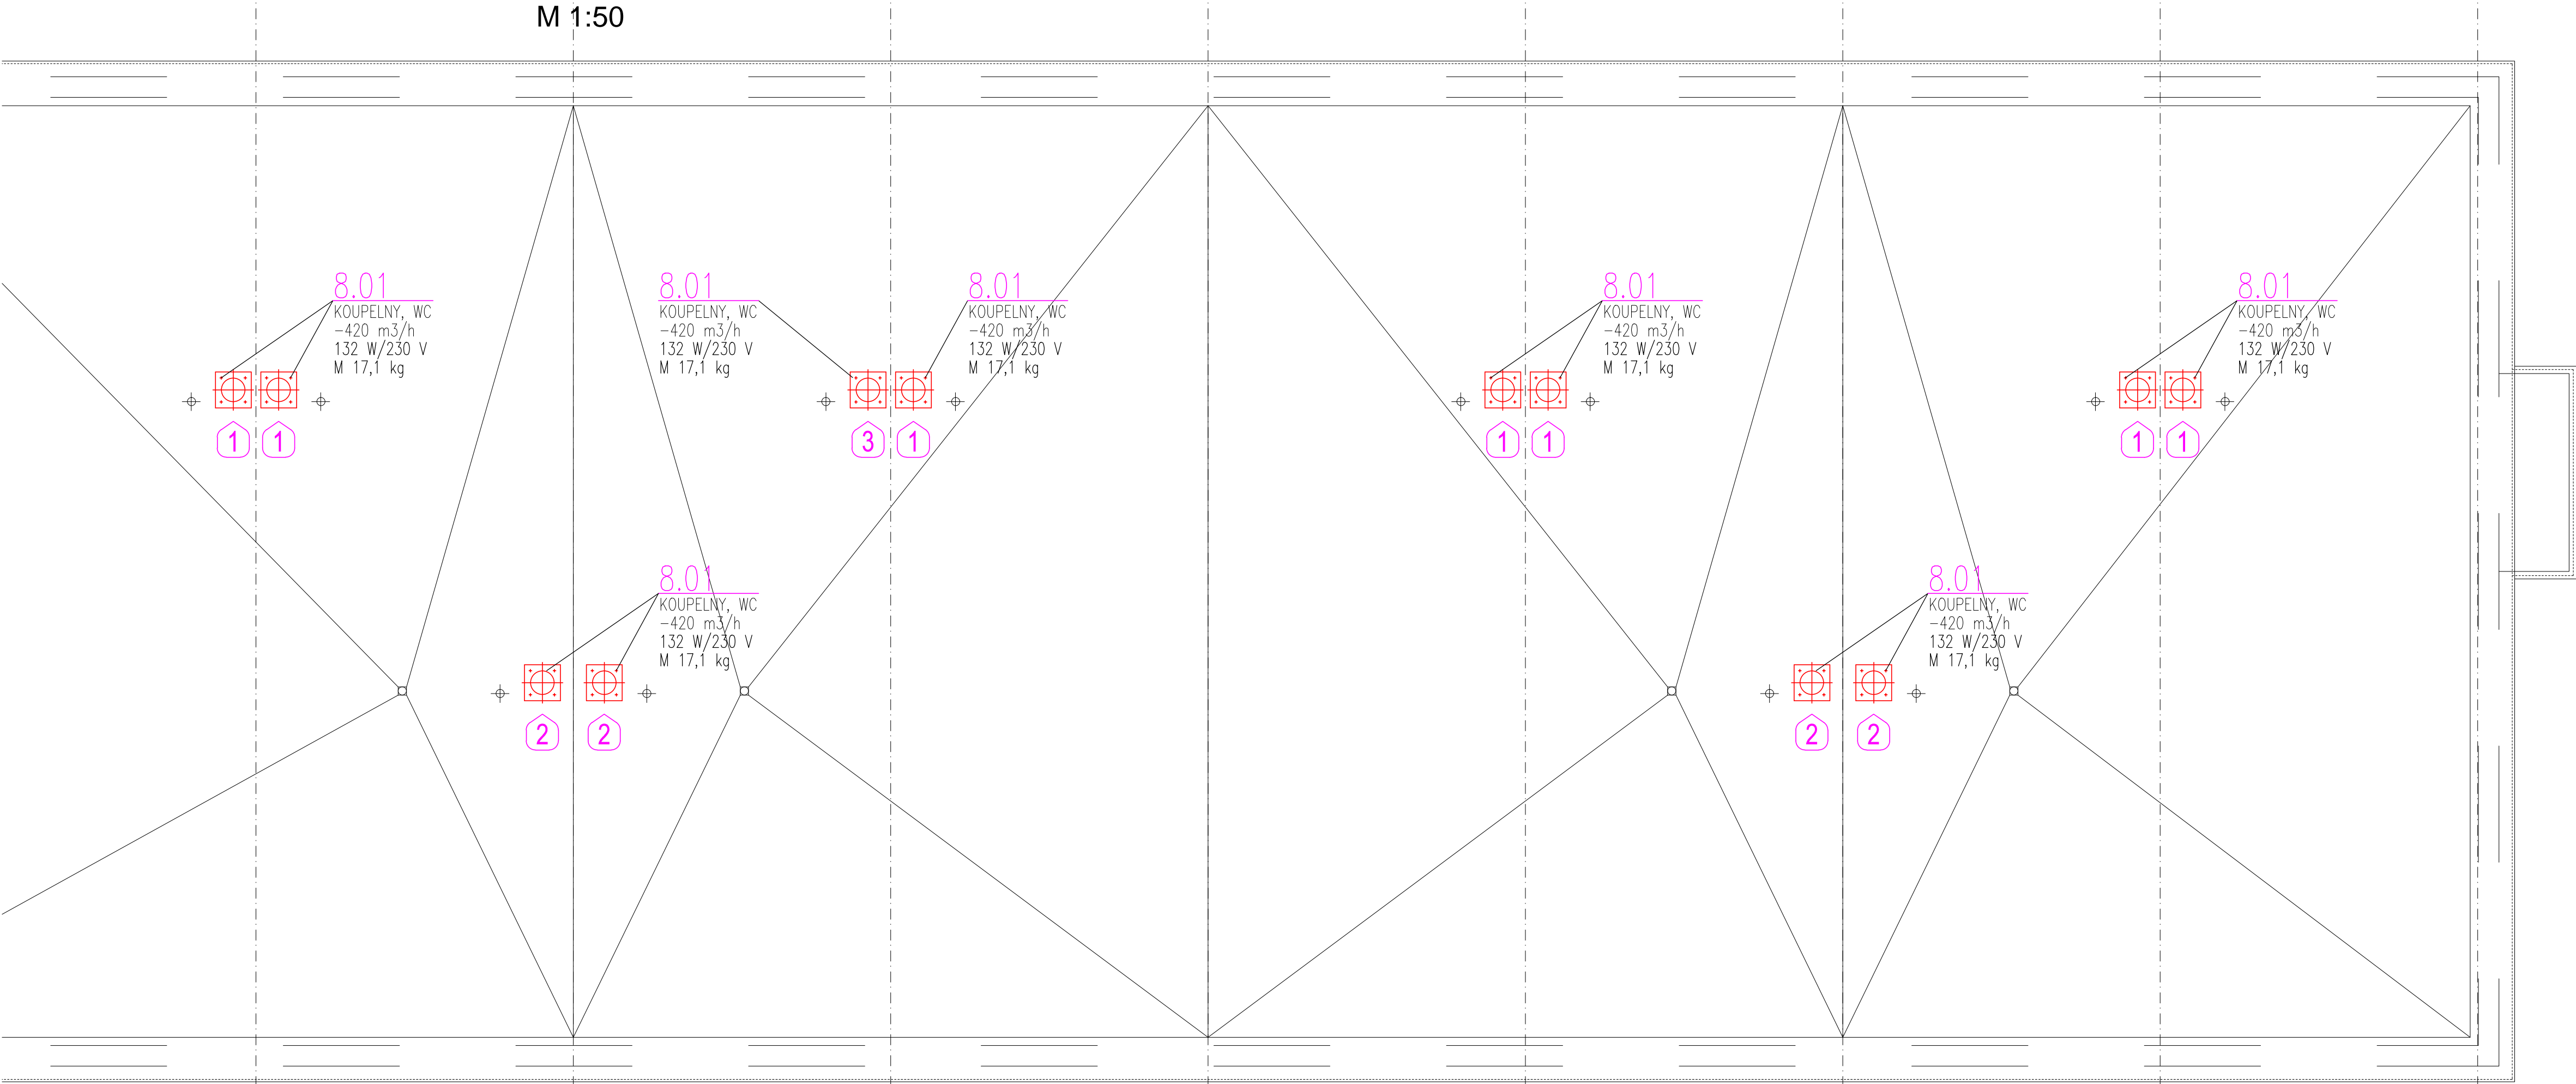 M 1:50
8.01
KOUPELNY, WC
-420 m3/h
132 W/230 V
M 17,1 kg
8.01
KOUPELNY, WC
-420 m3/h
132 W/230 V
M 17,1 kg
8.01
KOUPELNY, WC
-420 m3/h
132 W/230 V
M 17,1 kg
8.01
KOUPELNY, WC
-420 m3/h
132 W/230 V
M 17,1 kg
8.01
KOUPELNY, WC
-420 m3/h
132 W/230 V
M 17,1 kg
1 1
3 1
1 1
1 1
8.01
KOUPELNY, WC
-420 m3/h
132 W/230 V
M 17,1 kg
8.01
KOUPELNY, WC
-420 m3/h
132 W/230 V
M 17,1 kg
2 2
2 2